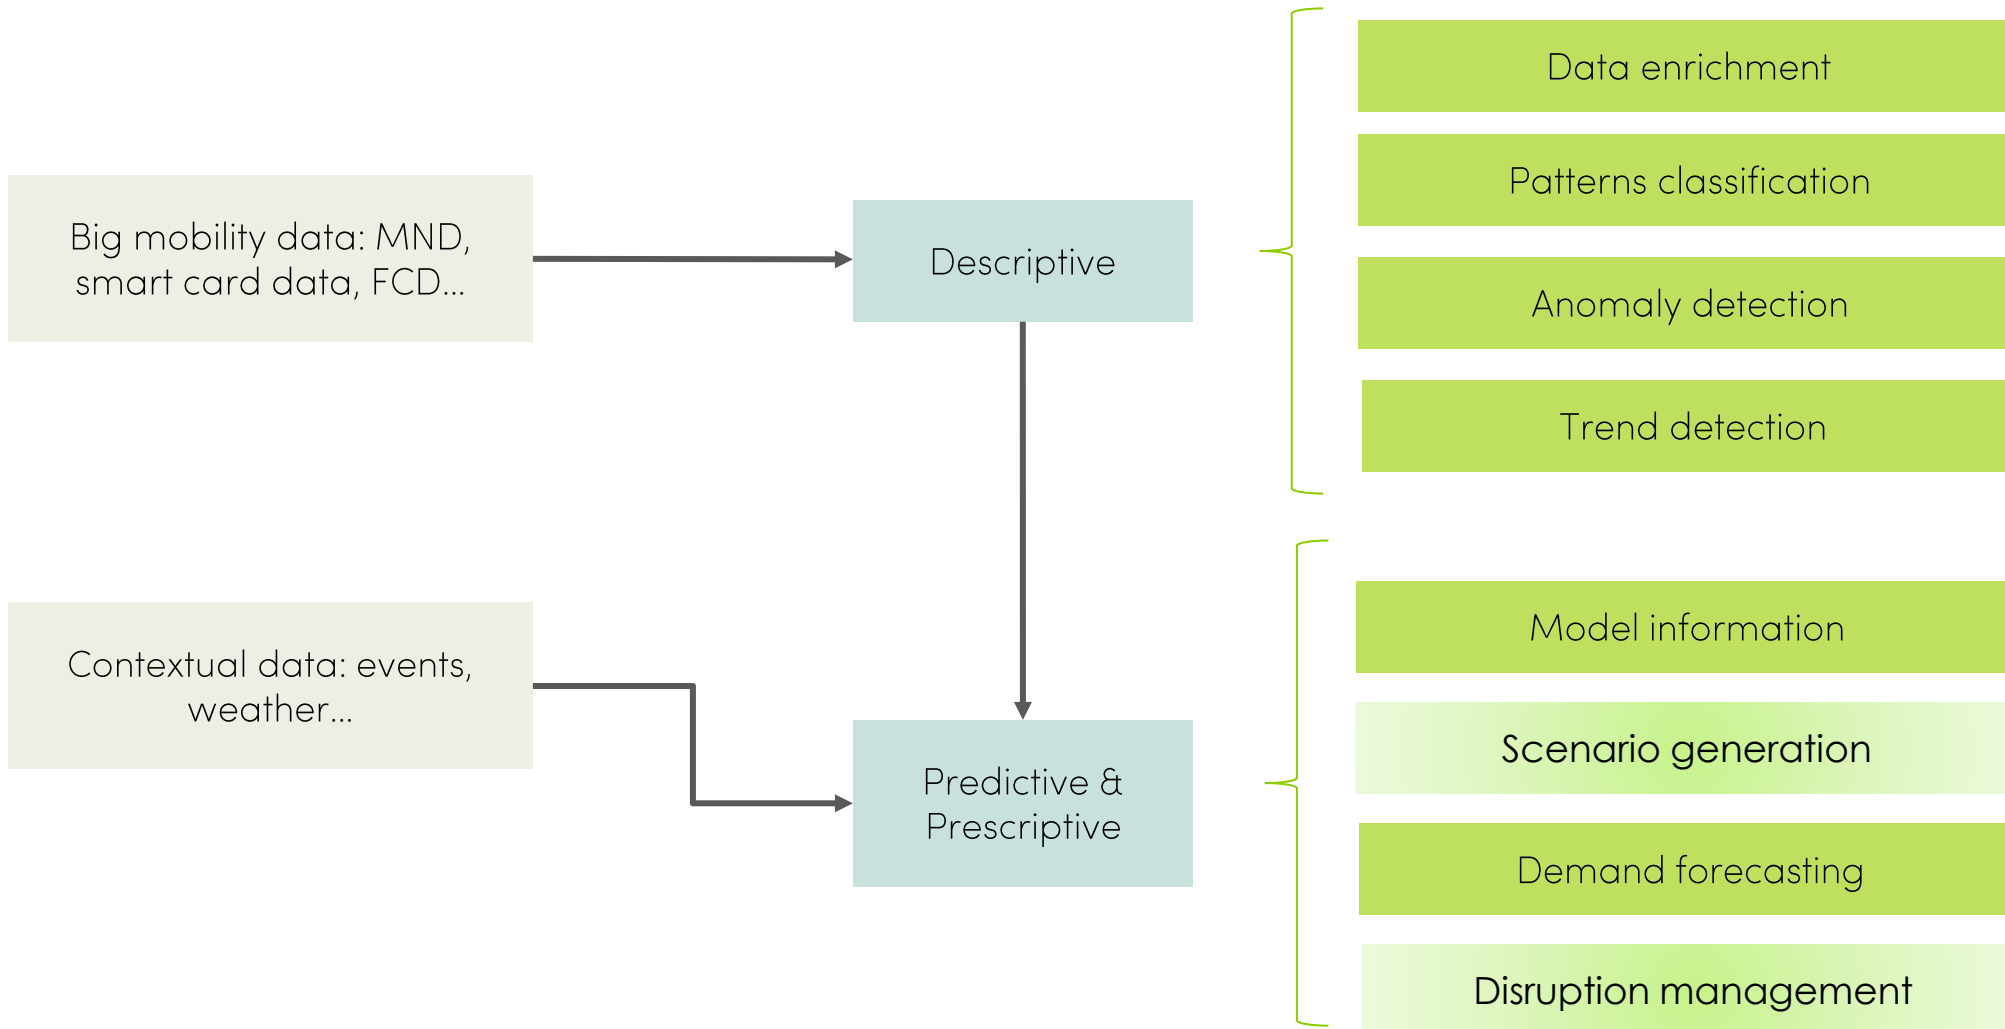 Data enrichment
Patterns classification
Big mobility data: MND,
smart card data, FCD...
Descriptive
Anomaly detection
Trend detection
Model information
Contextual data: events,
weather...
Scenario generation
Predictive &
Prescriptive
Demand forecasting
Disruption management